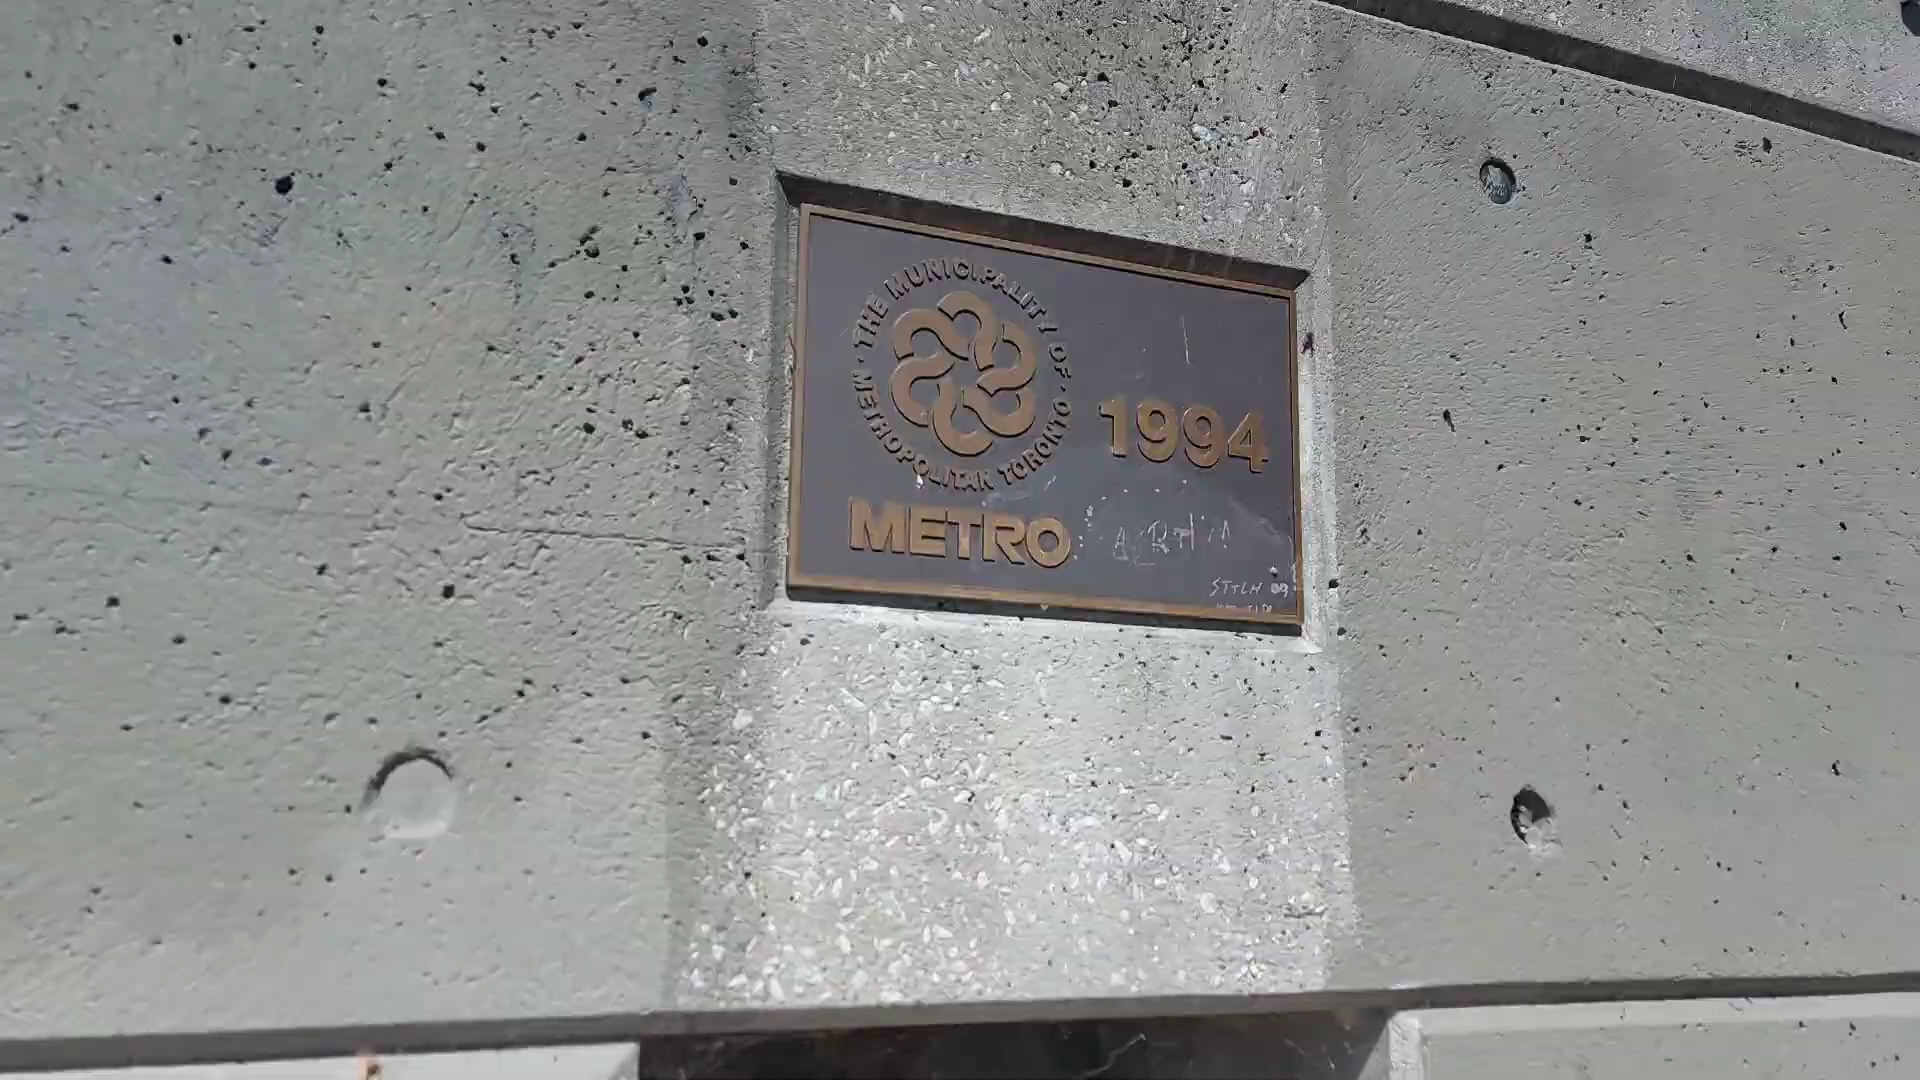 THE MUNICIPALITY OF
METROPOLITAN TORONTO
1994
METRO